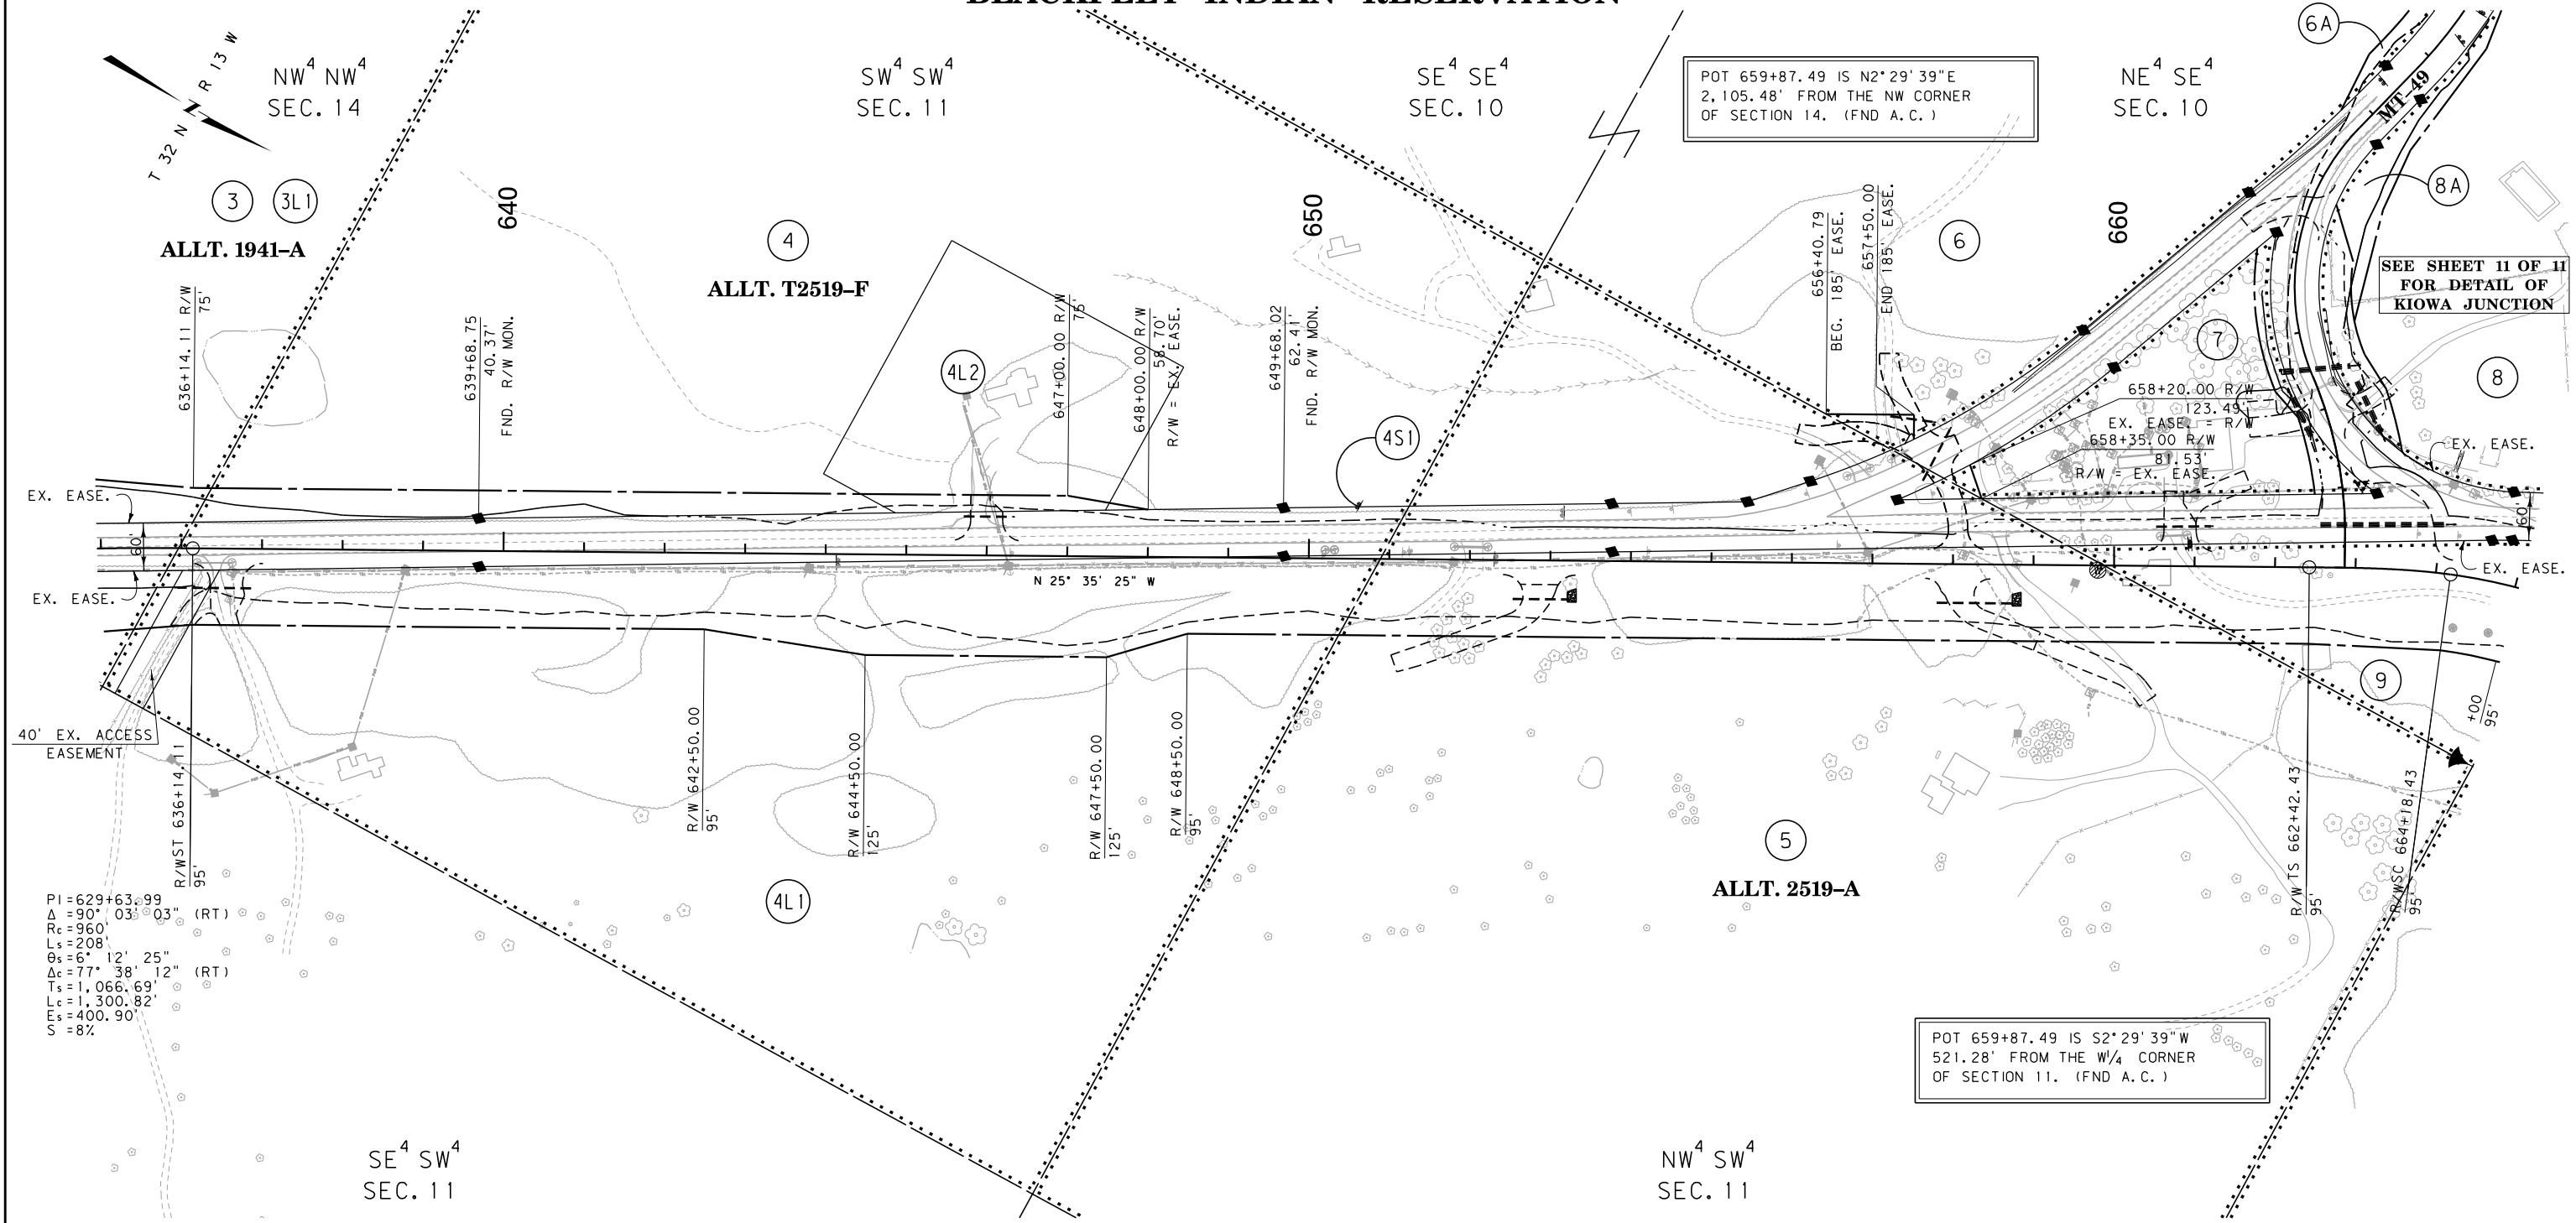 BLACKFEET INDIAN RESERVATION
T 32 N R 13 W
NW⁴ NW⁴
SEC. 14
SW⁴ SW⁴
SEC. 11
SE⁴ SE⁴
SEC. 10
POT 659+87.49 IS N2°29'39"E
2,105.48' FROM THE NW CORNER
OF SECTION 14. (FND A.C.)
NE⁴ SE⁴
SEC. 10
6A
MT 49
8A
3
3L1
ALLT. 1941-A
4
ALLT. T2519-F
640
650
660
6
7
8
SEE SHEET 11 OF 11
FOR DETAIL OF
KIOWA JUNCTION
636+14.11 R/W
75'
639+68.75
40.37'
FND. R/W MON.
4L2
647+00.00 R/W
75'
648+00.00 R/W
58.70'
R/W = EX. EASE.
649+68.02
62.41'
FND. R/W MON.
4S1
656+40.79
BEG. 185' EASE.
657+50.00
END 185' EASE.
658+20.00 R/W
123.49'
EX. EASE. = R/W
658+35.00 R/W
81.53'
R/W = EX. EASE.
EX. EASE.
EX. EASE.
60'
60'
EX. EASE.
EX. EASE.
N 25° 35' 25" W
40' EX. ACCESS
EASEMENT
R/W ST 636+14.11
95'
R/W 642+50.00
95'
R/W 644+50.00
125'
R/W 647+50.00
125'
R/W 648+50.00
95'
9
+00
95'
R/W TS 662+42.43
95'
R/W SC 664+18.43
95'
5
ALLT. 2519-A
4L1
PI=629+63.99
Δ =90° 03' 03" (RT)
Rc=960'
Ls=208'
θs=6° 12' 25"
Δc=77° 38' 12" (RT)
Ts=1,066.69'
Lc=1,300.82'
Es=400.90'
S =8%
POT 659+87.49 IS S2°29'39"W
521.28' FROM THE W1/4 CORNER
OF SECTION 11. (FND A.C.)
SE⁴ SW⁴
SEC. 11
NW⁴ SW⁴
SEC. 11